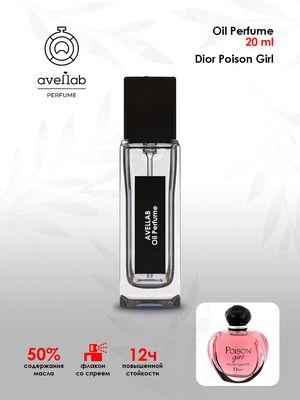 avellab
PERFUME
Oil Perfume
20 ml
Dior Poison Girl
AVELLAB
Oil Perfume
POISON
girl
Dior
50%
содержания
масла
флакон
со спреем
12ч
повышенной
стойкости